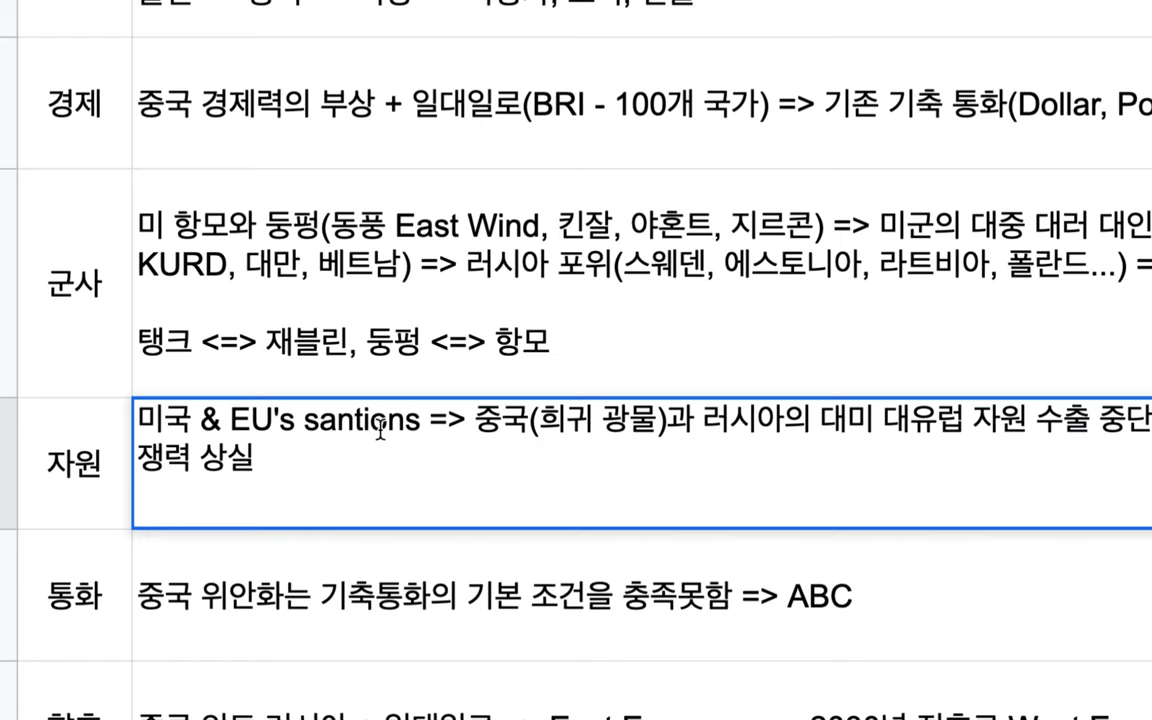 경제
중국 경제력의 부상 + 일대일로(BRI - 100개 국가) => 기존 기축 통화(Dollar, Po
군사
미 항모와 둥펑(동풍 East Wind, 킨잘, 야혼트, 지르콘) => 미군의 대중 대러 대인
KURD, 대만, 베트남) => 러시아 포위(스웨덴, 에스토니아, 라트비아, 폴란드...) =
탱크 <=> 재블린, 둥펑 <=> 항모
자원
미국 & EU's santions => 중국(희귀 광물)과 러시아의 대미 대유럽 자원 수출 중단
쟁력 상실
통화
중국 위안화는 기축통화의 기본 조건을 충족못함 => ABC